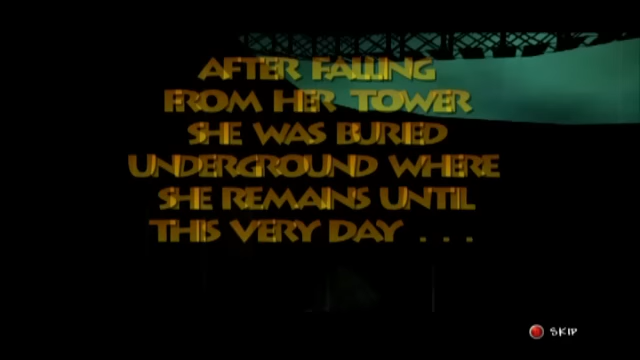 AFTER FALLING
FROM HER TOWER
SHE WAS BURIED
UNDERGROUND WHERE
SHE REMAINS UNTIL
THIS VERY DAY . . .
SKIP